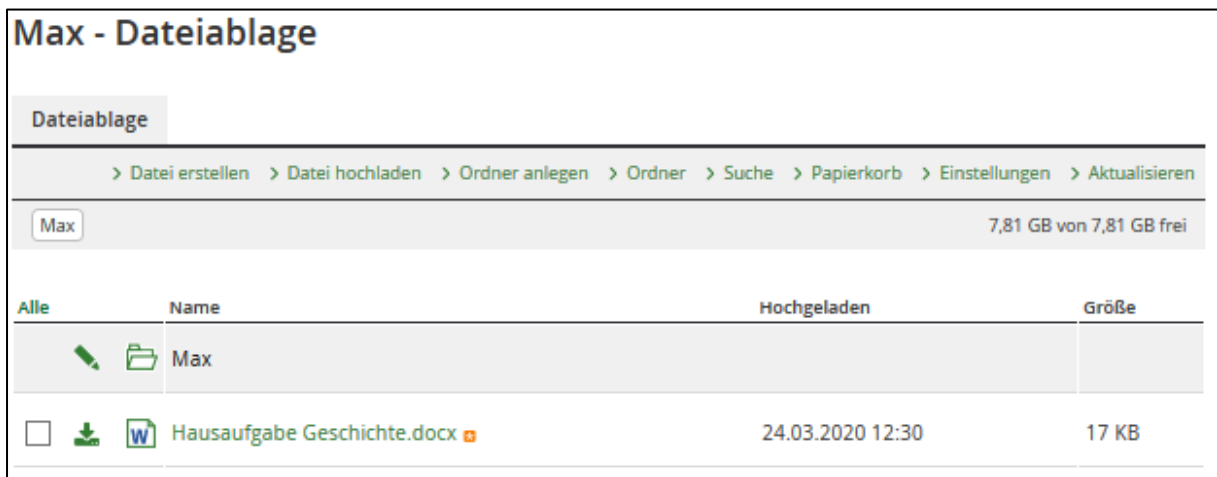 Max - Dateiablage
Dateiablage
> Datei erstellen > Datei hochladen > Ordner anlegen > Ordner > Suche > Papierkorb > Einstellungen > Aktualisieren
Max 7,81 GB von 7,81 GB frei
Alle Name Hochgeladen Größe
Max
Hausaufgabe Geschichte.docx 24.03.2020 12:30 17 KB